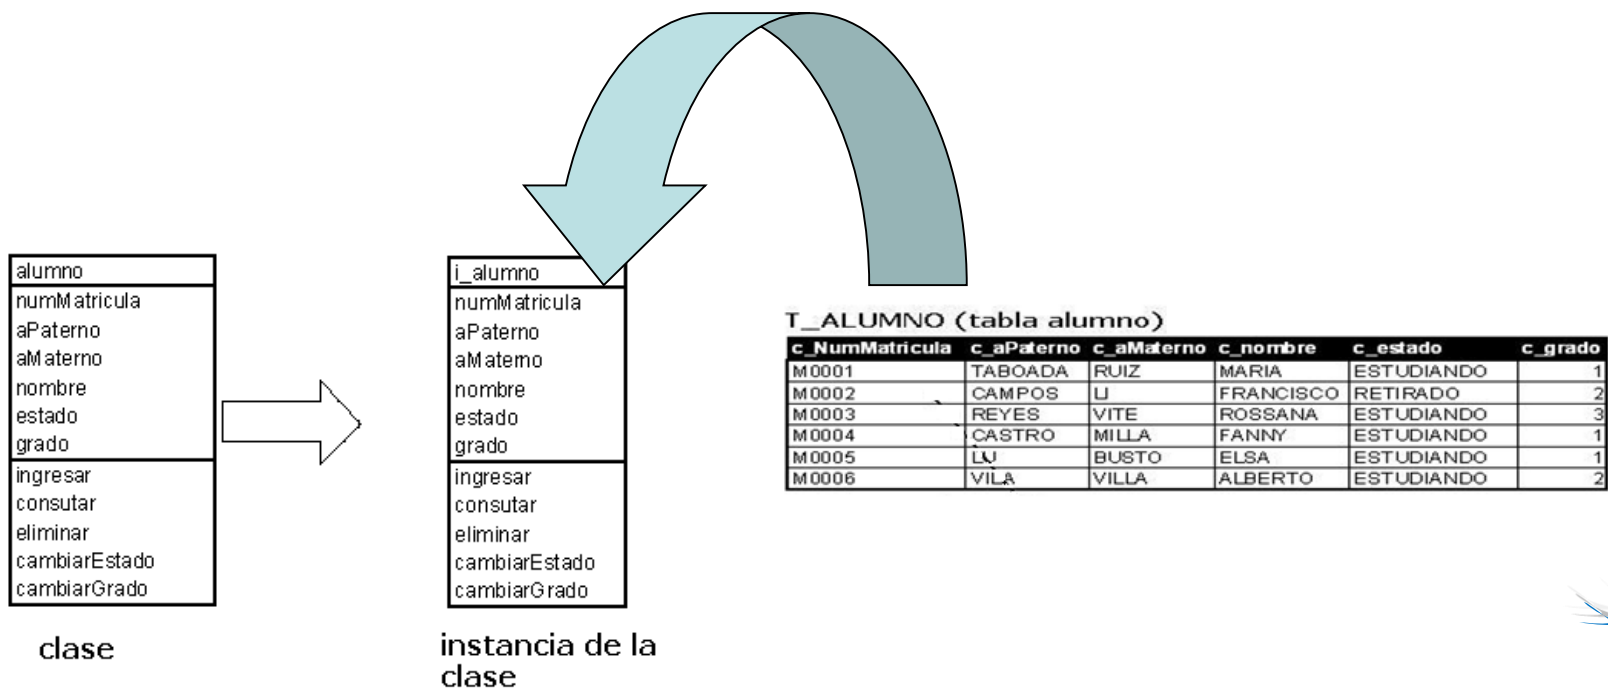 alumno
numMatricula
aPaterno
aMaterno
nombre
estado
grado
ingresar
consutar
eliminar
cambiarEstado
cambiarGrado
clase
i_alumno
numMatricula
aPaterno
aMaterno
nombre
estado
grado
ingresar
consutar
eliminar
cambiarEstado
cambiarGrado
instancia de la
clase
T_ALUMNO (tabla alumno)
c_NumMatricula c_aPaterno c_aMaterno c_nombre c_estado c_grado
M0001 TABOADA RUIZ MARIA ESTUDIANDO 1
M0002 CAMPOS LI FRANCISCO RETIRADO 2
M0003 REYES VITE ROSSANA ESTUDIANDO 3
M0004 CASTRO MILLA FANNY ESTUDIANDO 1
M0005 LU BUSTO ELSA ESTUDIANDO 1
M0006 VILA VILLA ALBERTO ESTUDIANDO 2